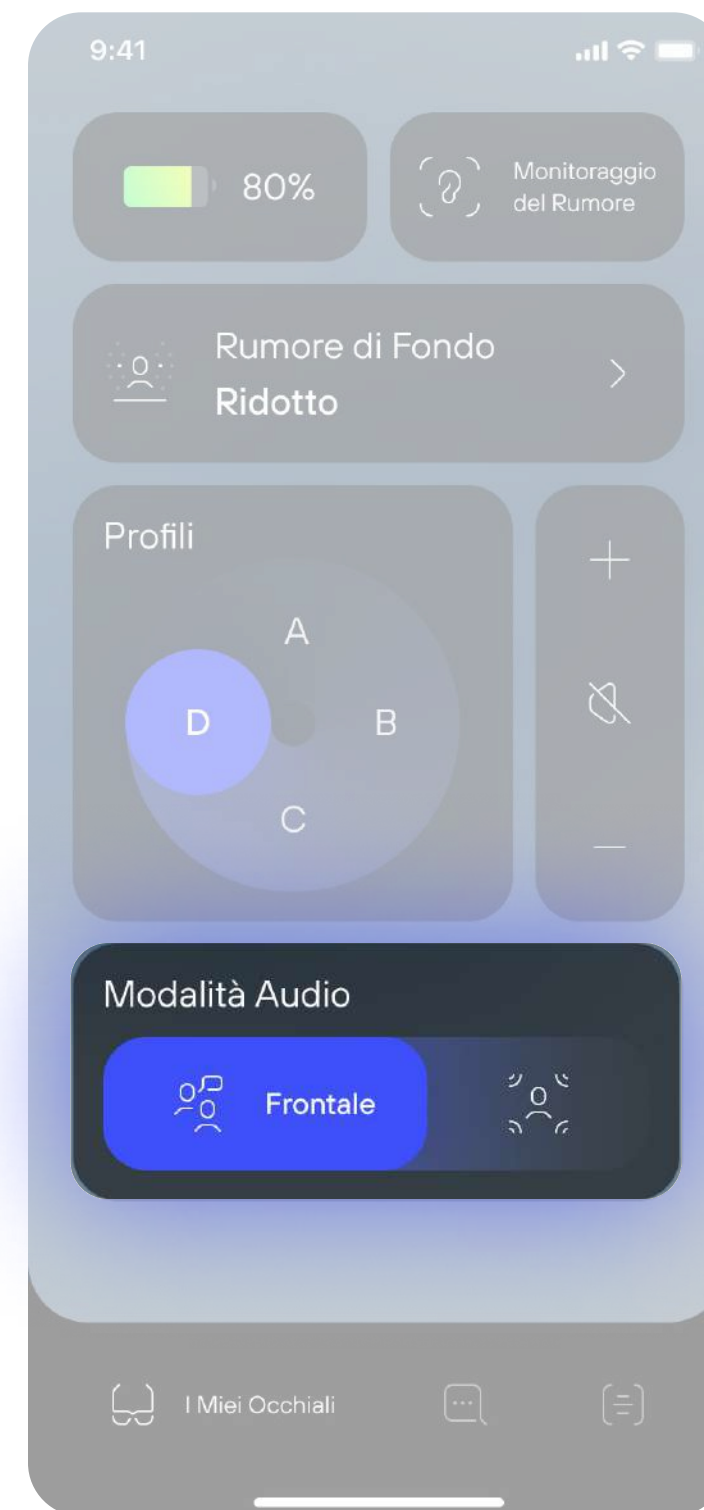 9:41
80%
Monitoraggio
del Rumore
Rumore di Fondo
Ridotto
Profili
A
D
B
C
Modalità Audio
Frontale
I Miei Occhiali